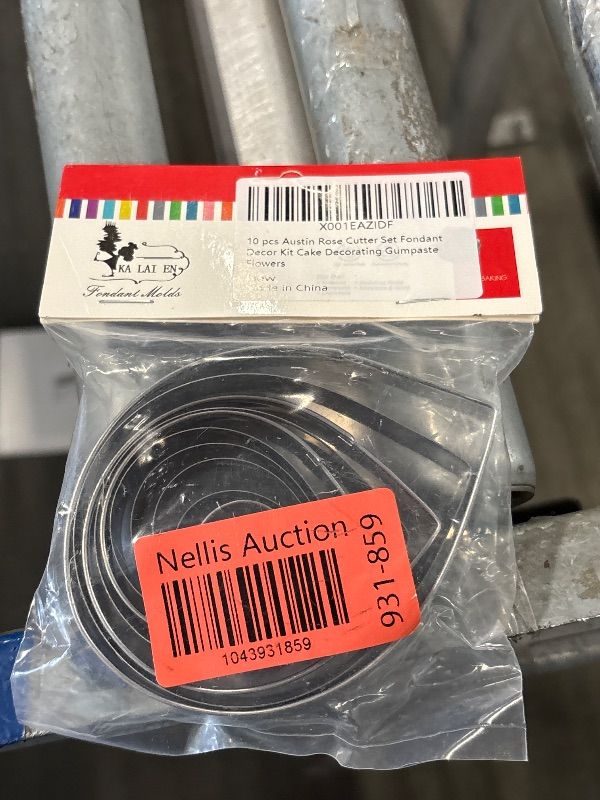 X001EAZIDF
10 pcs Austin Rose Cutter Set Fondant
Decor Kit Cake Decorating Gumpaste
Flowers
Made in China
KA LAI EN
Fondant Molds
BAKING
Nellis Auction
931-859
1043931859